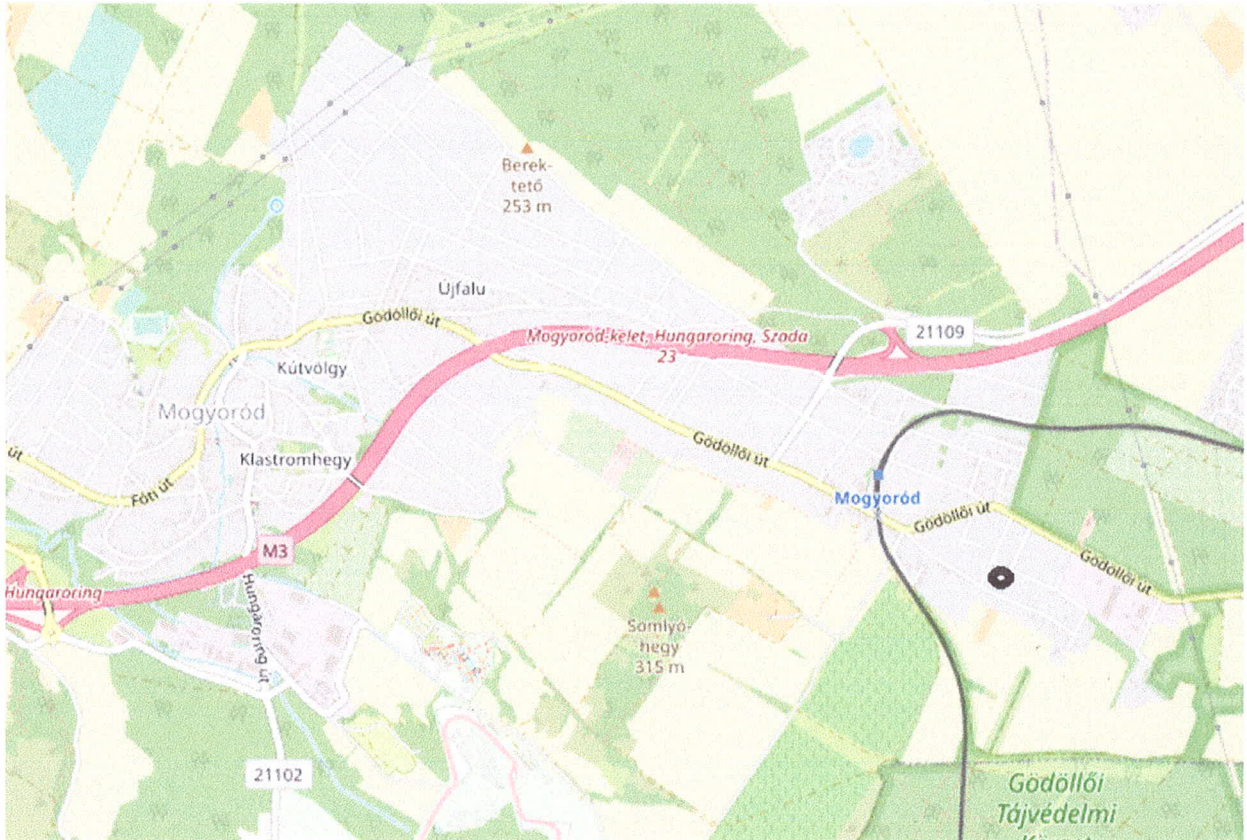 Berek-
tető
253 m
Újfalu
Gödöllői út
Mogyoród-kelet, Hungaroring, Szada
23
21109
Kútvölgy
Mogyoród
Klastromhegy
Gödöllői út
út
Fóti út
Mogyoród
Gödöllői út
M3
Gödöllői út
Hungaroring
Hungaroring út
Somlyó-
hegy
315 m
21102
Gödöllői
Tájvédelmi